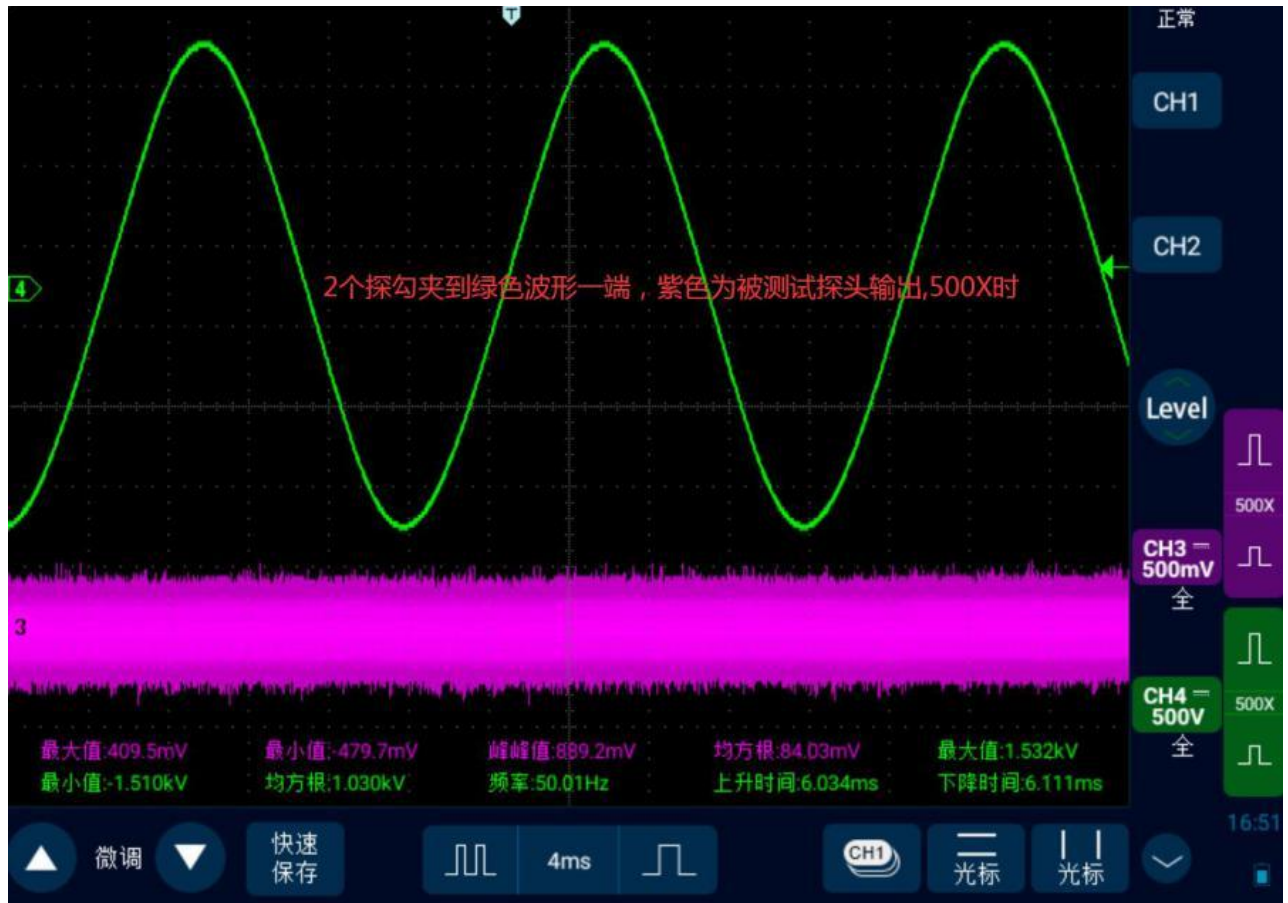 T
正常
CH1
CH2
4
2个探勾夹到绿色波形一端，紫色为被测试探头输出,500X时
Level
500X
CH3
500mV
全
3
CH4
500V
全
500X
最大值:409.5mV 最小值:-479.7mV 峰峰值:889.2mV 均方根:84.03mV 最大值:1.532kV
最小值:-1.510kV 均方根:1.030kV 频率:50.01Hz 上升时间:6.034ms 下降时间:6.111ms
16:51
微调
快速
保存
4ms
CH1
光标
光标